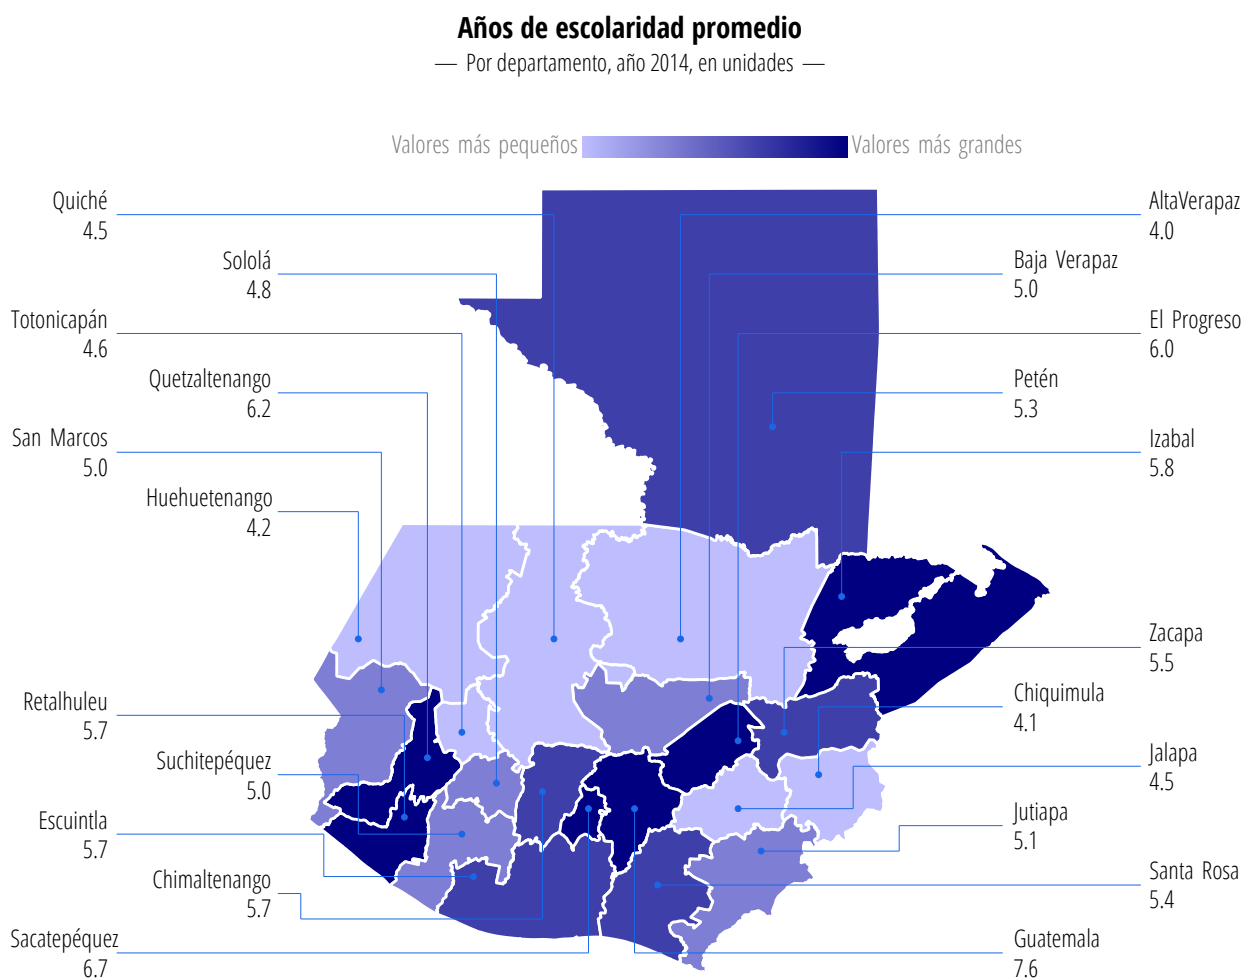 Años de escolaridad promedio
— Por departamento, año 2014, en unidades —
Valores más pequeños
Valores más grandes
Quiché
4.5
Sololá
4.8
Totonicapán
4.6
Quetzaltenango
6.2
San Marcos
5.0
Huehuetenango
4.2
Retalhuleu
5.7
Suchitepéquez
5.0
Escuintla
5.7
Chimaltenango
5.7
Sacatepéquez
6.7
AltaVerapaz
4.0
Baja Verapaz
5.0
El Progreso
6.0
Petén
5.3
Izabal
5.8
Zacapa
5.5
Chiquimula
4.1
Jalapa
4.5
Jutiapa
5.1
Santa Rosa
5.4
Guatemala
7.6